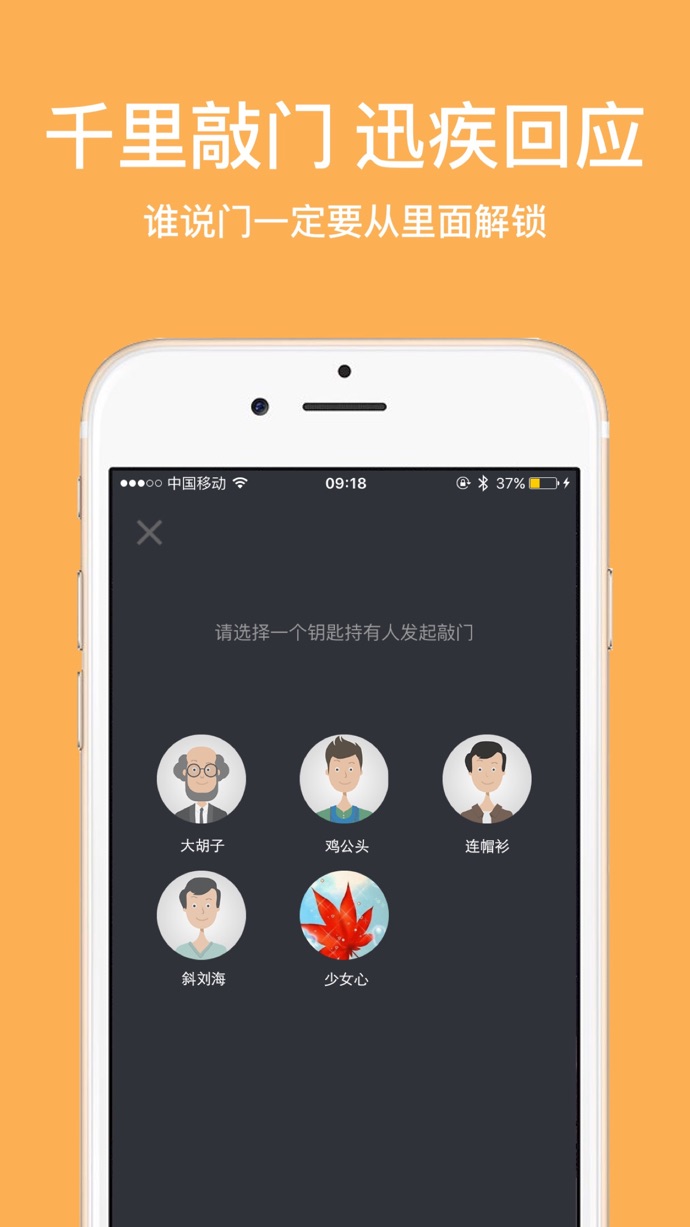 千里敲门 迅疾回应
谁说门一定要从里面解锁
中国移动 09:18 37%
请选择一个钥匙持有人发起敲门
大胡子 鸡公头 连帽衫
斜刘海 少女心